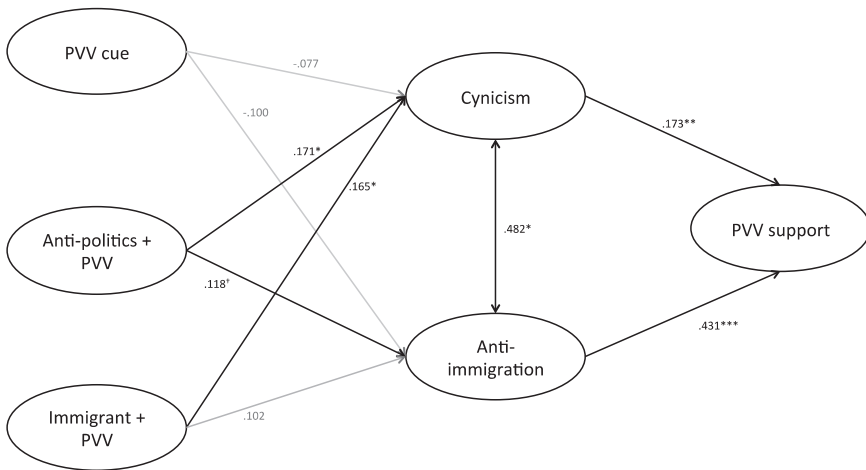 PVV cue
-.077
Cynicism
-.100
.173**
.171*
.165*
Anti-politics +
PVV
.482*
PVV support
.118†
.431***
Anti-
immigration
Immigrant +
PVV
.102